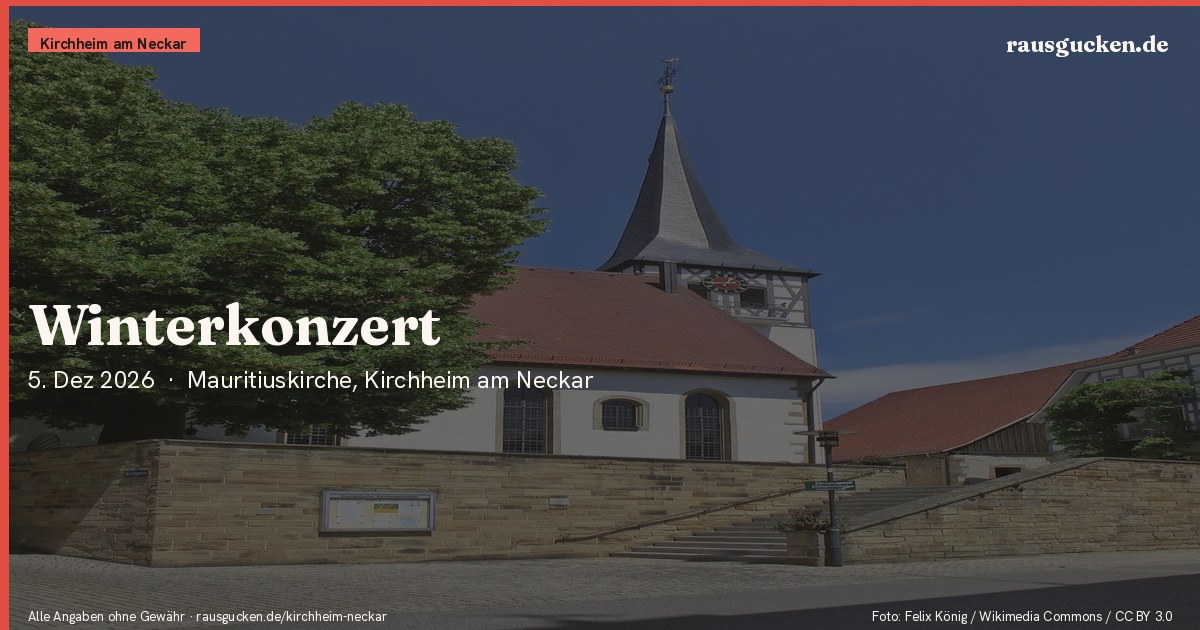 Kirchheim am Neckar
rausgucken.de
Winterkonzert
5. Dez 2026 · Mauritiuskirche, Kirchheim am Neckar
Alle Angaben ohne Gewähr · rausgucken.de/kirchheim-neckar
Foto: Felix König / Wikimedia Commons / CC BY 3.0